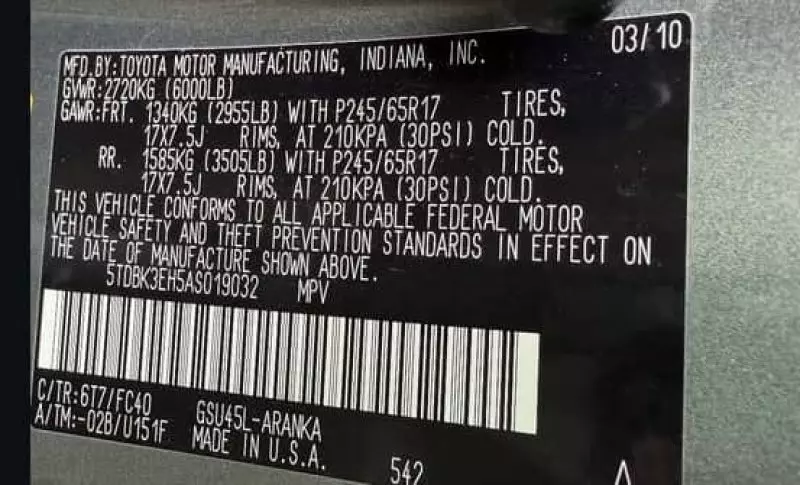 03/10
MFD.BY:TOYOTA MOTOR MANUFACTURING, INDIANA, INC.
GVWR:2720KG (6000LB)
GAWR:FRT. 1340KG (2955LB) WITH P245/65R17 TIRES,
17X7.5J RIMS, AT 210KPA (30PSI) COLD.
RR. 1585KG (3505LB) WITH P245/65R17 TIRES,
17X7.5J RIMS, AT 210KPA (30PSI) COLD.
THIS VEHICLE CONFORMS TO ALL APPLICABLE FEDERAL MOTOR
VEHICLE SAFETY AND THEFT PREVENTION STANDARDS IN EFFECT ON
THE DATE OF MANUFACTURE SHOWN ABOVE.
5TDBK3EH5AS019032 MPV
C/TR:6T7/FC40 GSU45L-ARANKA
A/TM:-02B/U151F MADE IN U.S.A.
542